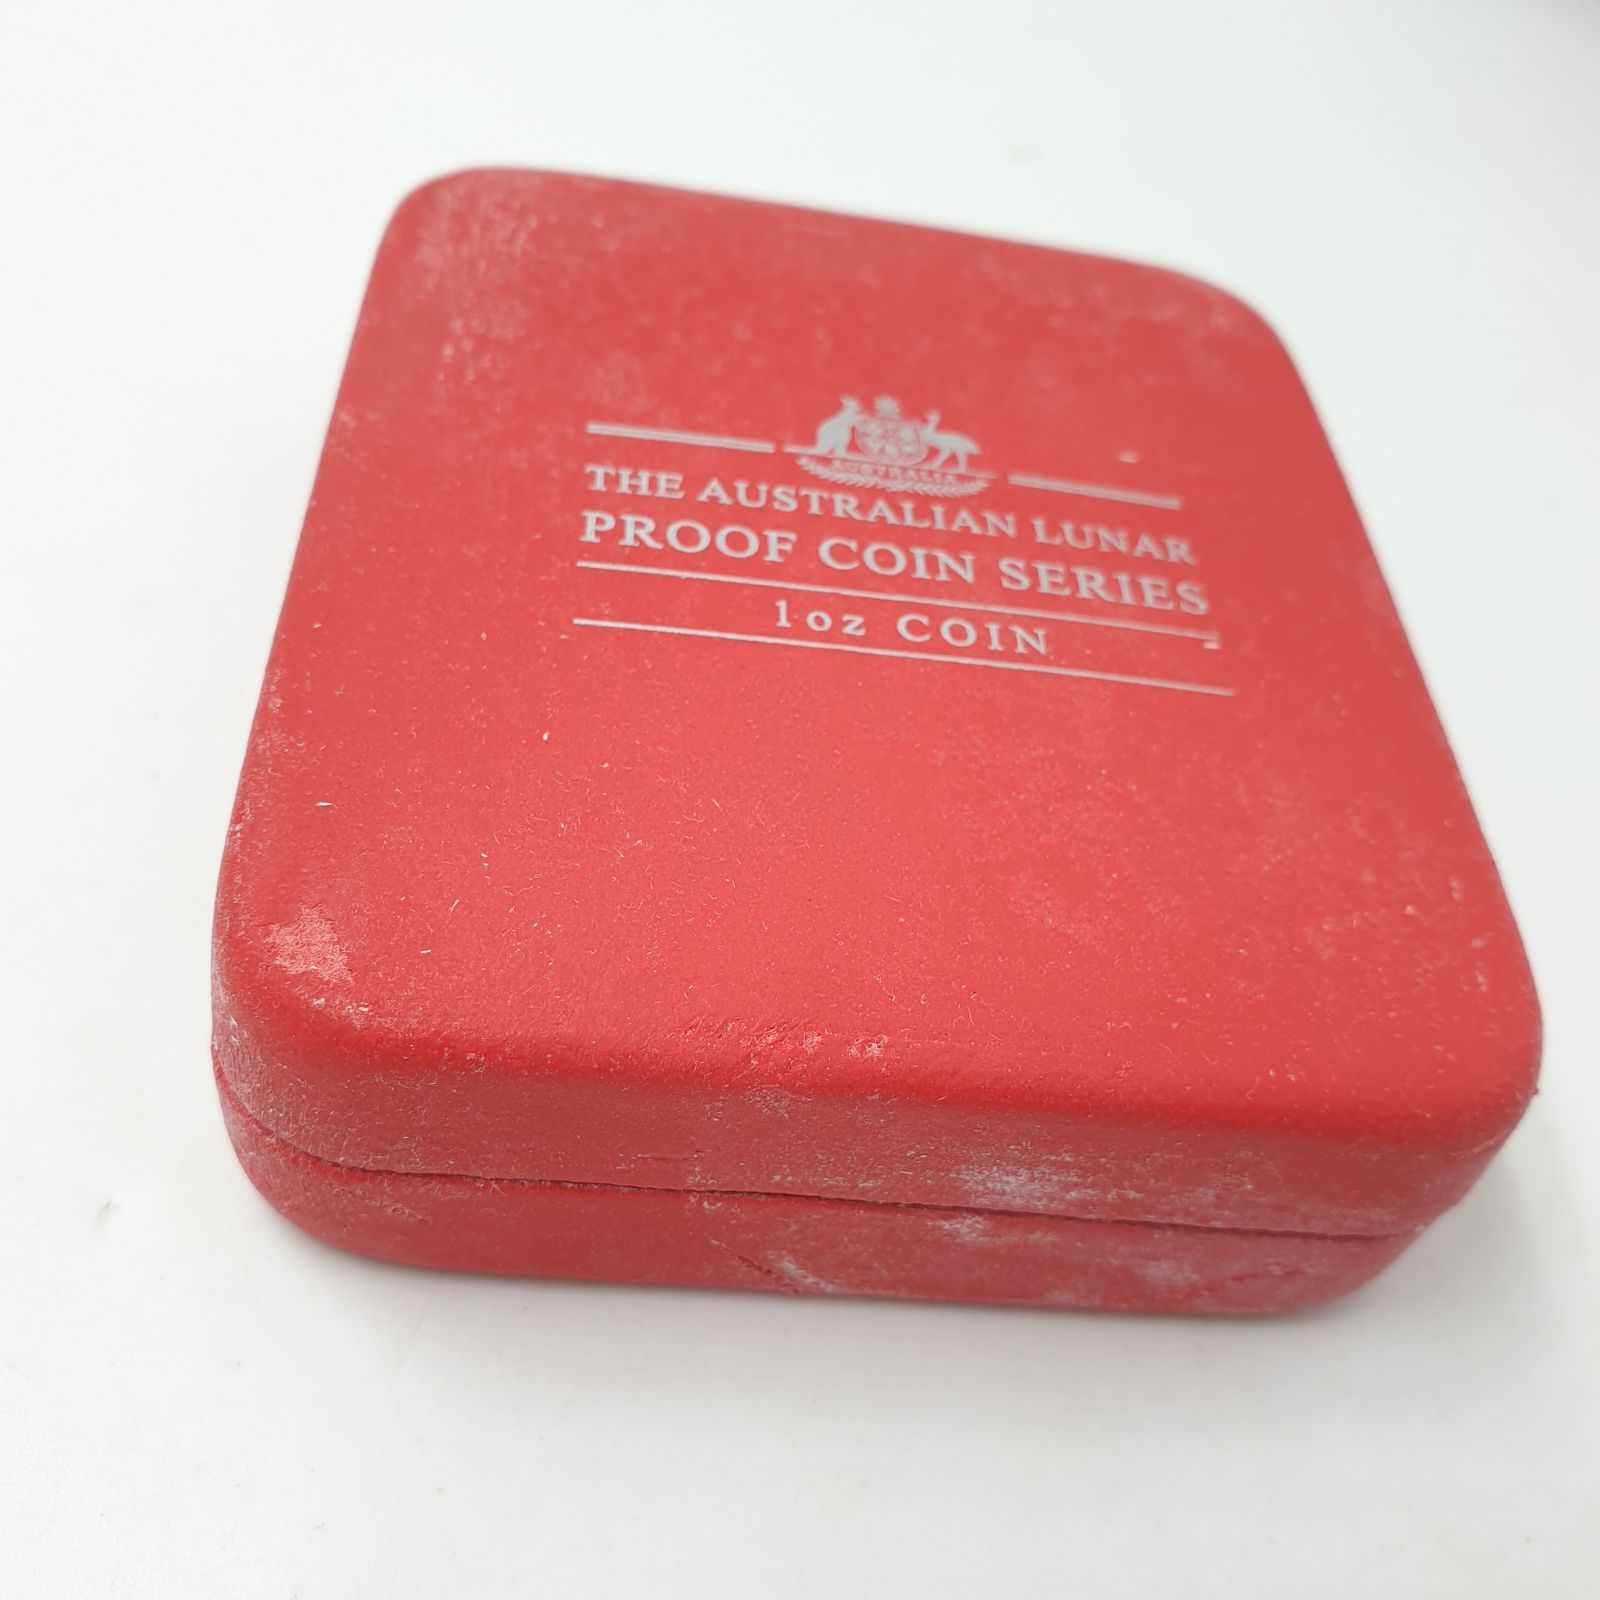 AUSTRALIA
THE AUSTRALIAN LUNAR
PROOF COIN SERIES
1oz COIN